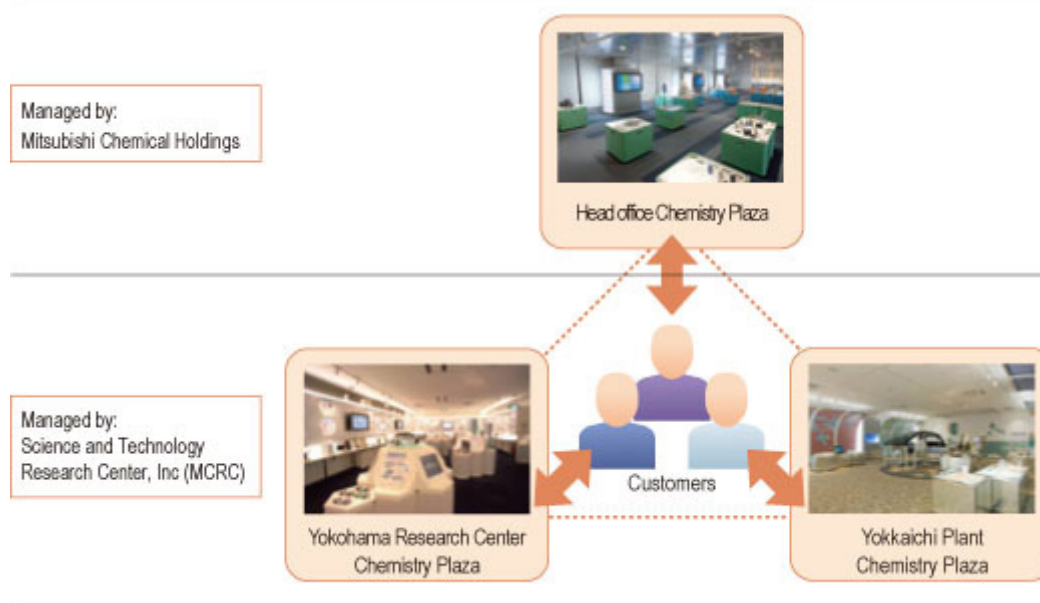 Managed by:
Mitsubishi Chemical Holdings
Head office Chemistry Plaza
Managed by:
Science and Technology
Research Center, Inc (MCRC)
Customers
Yokohama Research Center
Chemistry Plaza
Yokkaichi Plant
Chemistry Plaza